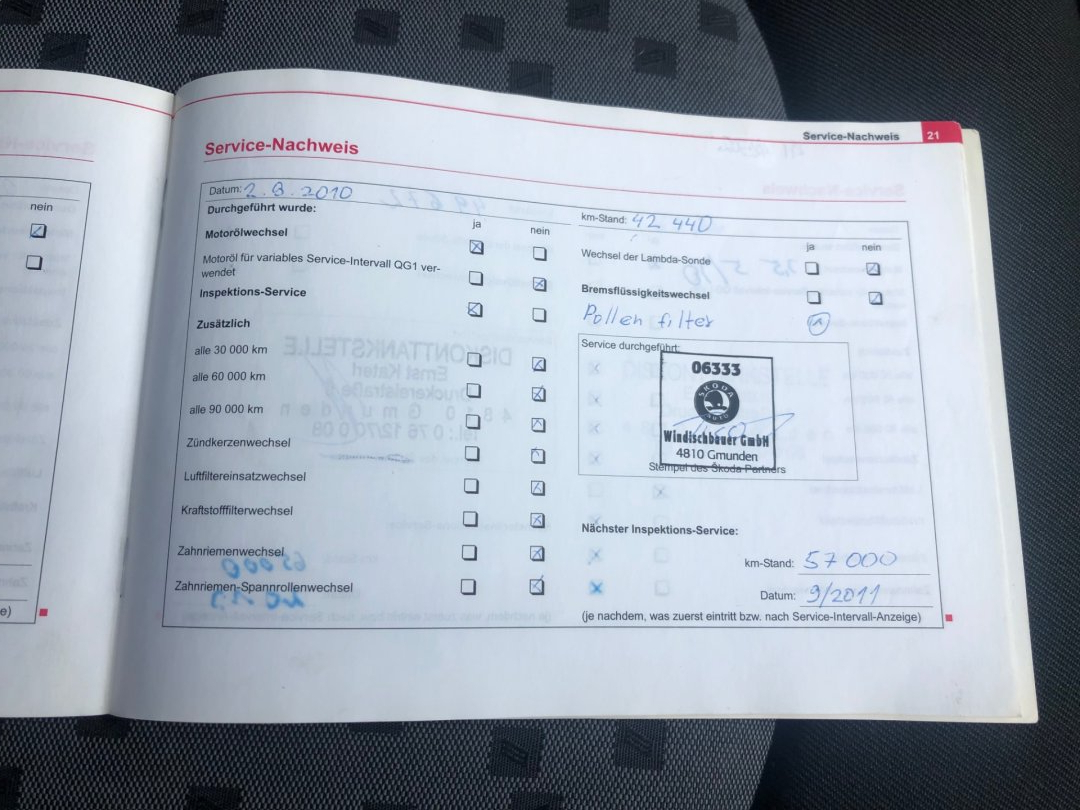 nein
e)
Service-Nachweis 21
Service-Nachweis
Datum: 2.9.2010
Durchgeführt wurde:
ja nein
Motorölwechsel
Motoröl für variables Service-Intervall QG1 ver-
wendet
Inspektions-Service
Zusätzlich
alle 30 000 km
alle 60 000 km
alle 90 000 km
Zündkerzenwechsel
Luftfiltereinsatzwechsel
Kraftstofffilterwechsel
Zahnriemenwechsel
Zahnriemen-Spannrollenwechsel
km-Stand: 42 440
ja nein
Wechsel der Lambda-Sonde
Bremsflüssigkeitswechsel
Pollen filter
Service durchgeführt:
06333
ŠKODA
AUTO
Windischbauer GmbH
4810 Gmunden
Stempel des Škoda Partners
Nächster Inspektions-Service:
km-Stand: 57 000
Datum: 9/2011
(je nachdem, was zuerst eintritt bzw. nach Service-Intervall-Anzeige)